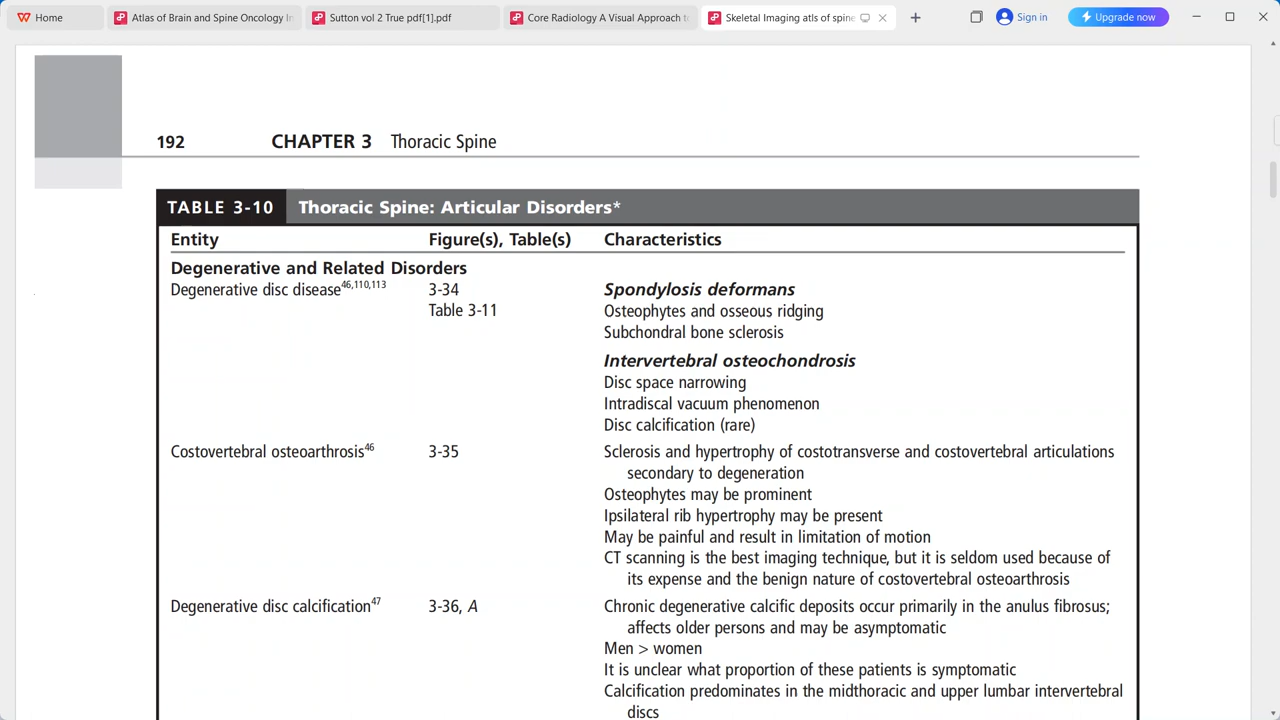 Home
Atlas of Brain and Spine Oncology I
Sutton vol 2 True pdf[1].pdf
Core Radiology A Visual Approach to
Skeletal Imaging atls of spine
Sign in
Upgrade now
192 CHAPTER 3 Thoracic Spine
TABLE 3-10 Thoracic Spine: Articular Disorders*
Entity Figure(s), Table(s) Characteristics
Degenerative and Related Disorders
Degenerative disc disease46,110,113 3-34 Spondylosis deformans
Table 3-11 Osteophytes and osseous ridging
Subchondral bone sclerosis
Intervertebral osteochondrosis
Disc space narrowing
Intradiscal vacuum phenomenon
Disc calcification (rare)
Costovertebral osteoarthrosis46 3-35 Sclerosis and hypertrophy of costotransverse and costovertebral articulations
secondary to degeneration
Osteophytes may be prominent
Ipsilateral rib hypertrophy may be present
May be painful and result in limitation of motion
CT scanning is the best imaging technique, but it is seldom used because of
its expense and the benign nature of costovertebral osteoarthrosis
Degenerative disc calcification47 3-36, A Chronic degenerative calcific deposits occur primarily in the anulus fibrosus;
affects older persons and may be asymptomatic
Men > women
It is unclear what proportion of these patients is symptomatic
Calcification predominates in the midthoracic and upper lumbar intervertebral
discs